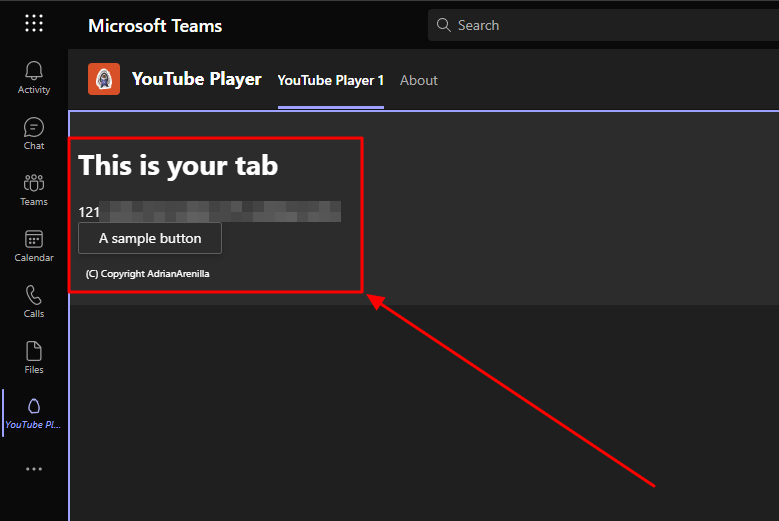 Microsoft Teams
Search
Activity
Chat
Teams
Calendar
Calls
Files
YouTube Pl...
YouTube Player
YouTube Player 1
About
This is your tab
121
A sample button
(C) Copyright AdrianArenilla